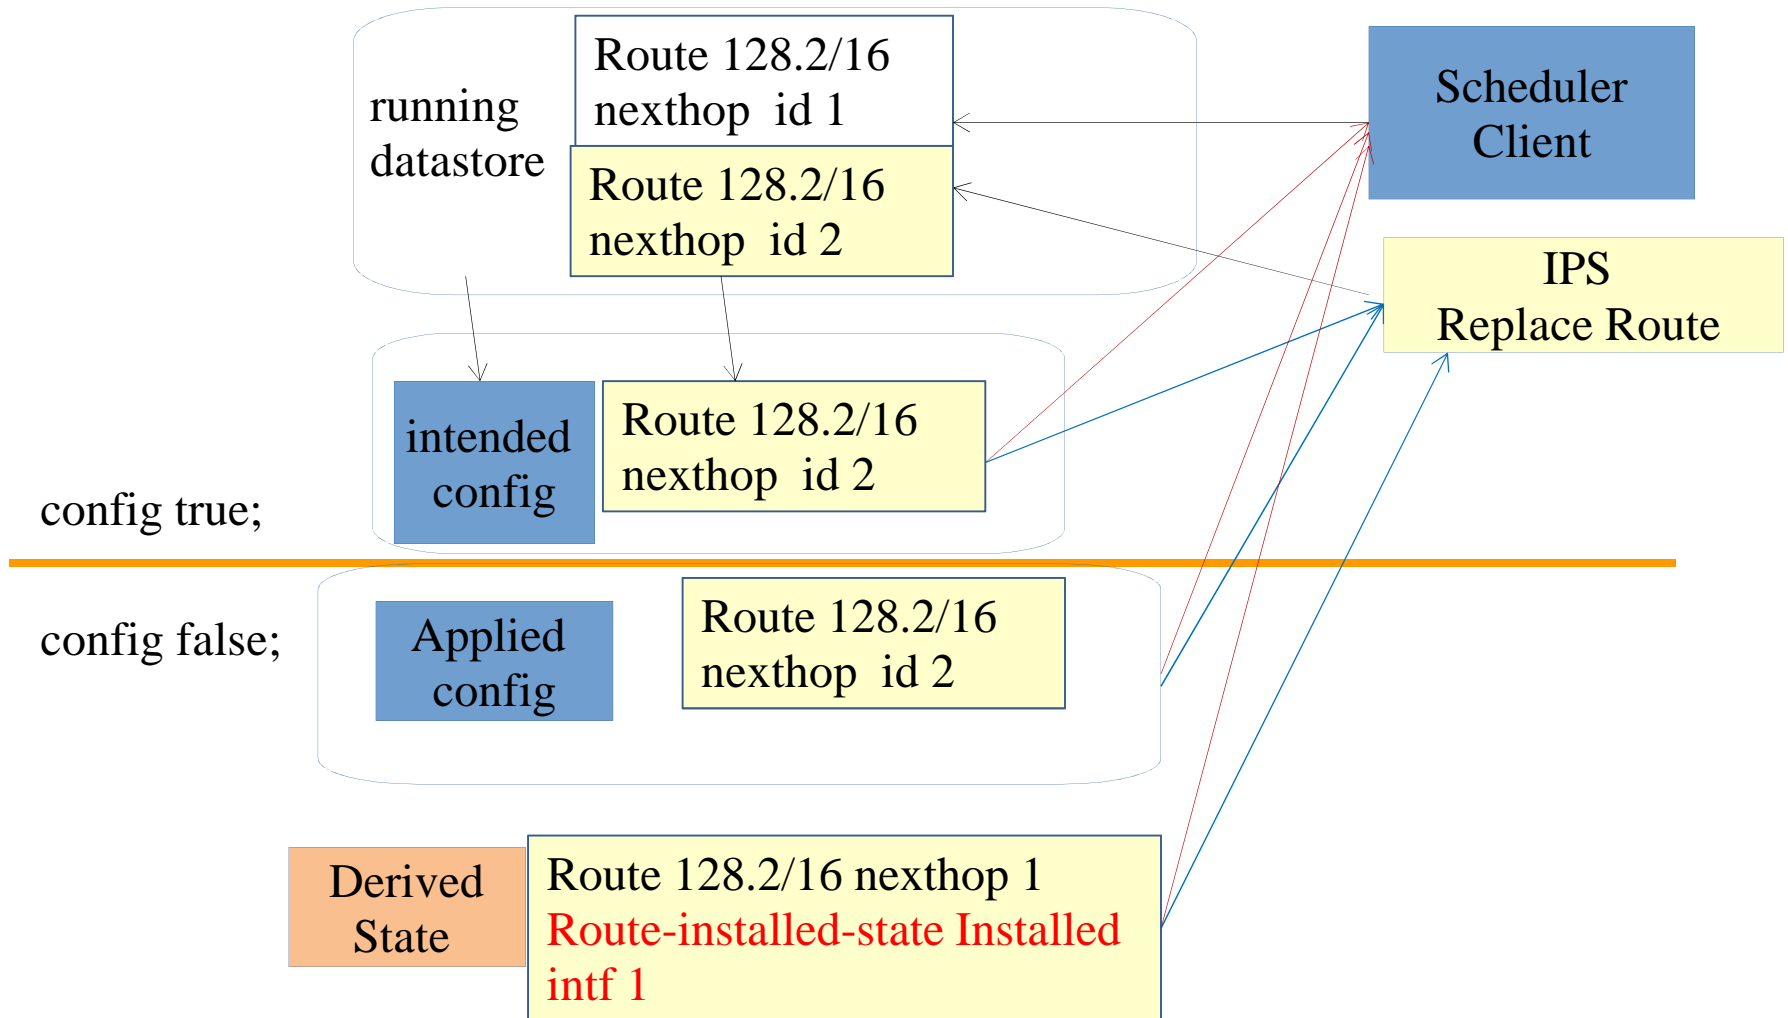 Route 128.2/16
nexthop id 1
running
datastore
Route 128.2/16
nexthop id 2
Scheduler
Client
IPS
Replace Route
intended
config
Route 128.2/16
nexthop id 2
config true;
config false;
Applied
config
Route 128.2/16
nexthop id 2
Derived
State
Route 128.2/16 nexthop 1
Route-installed-state Installed
intf 1